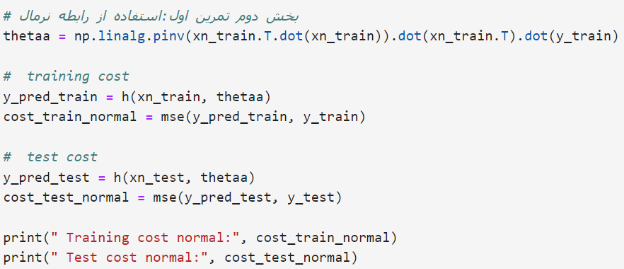 # بخش دوم تمرین اول:استفاده از رابطه نرمال
thetaa = np.linalg.pinv(xn_train.T.dot(xn_train)).dot(xn_train.T).dot(y_train)
#  training cost
y_pred_train = h(xn_train, thetaa)
cost_train_normal = mse(y_pred_train, y_train)
#  test cost
y_pred_test = h(xn_test, thetaa)
cost_test_normal = mse(y_pred_test, y_test)
print(" Training cost normal:", cost_train_normal)
print(" Test cost normal:", cost_test_normal)